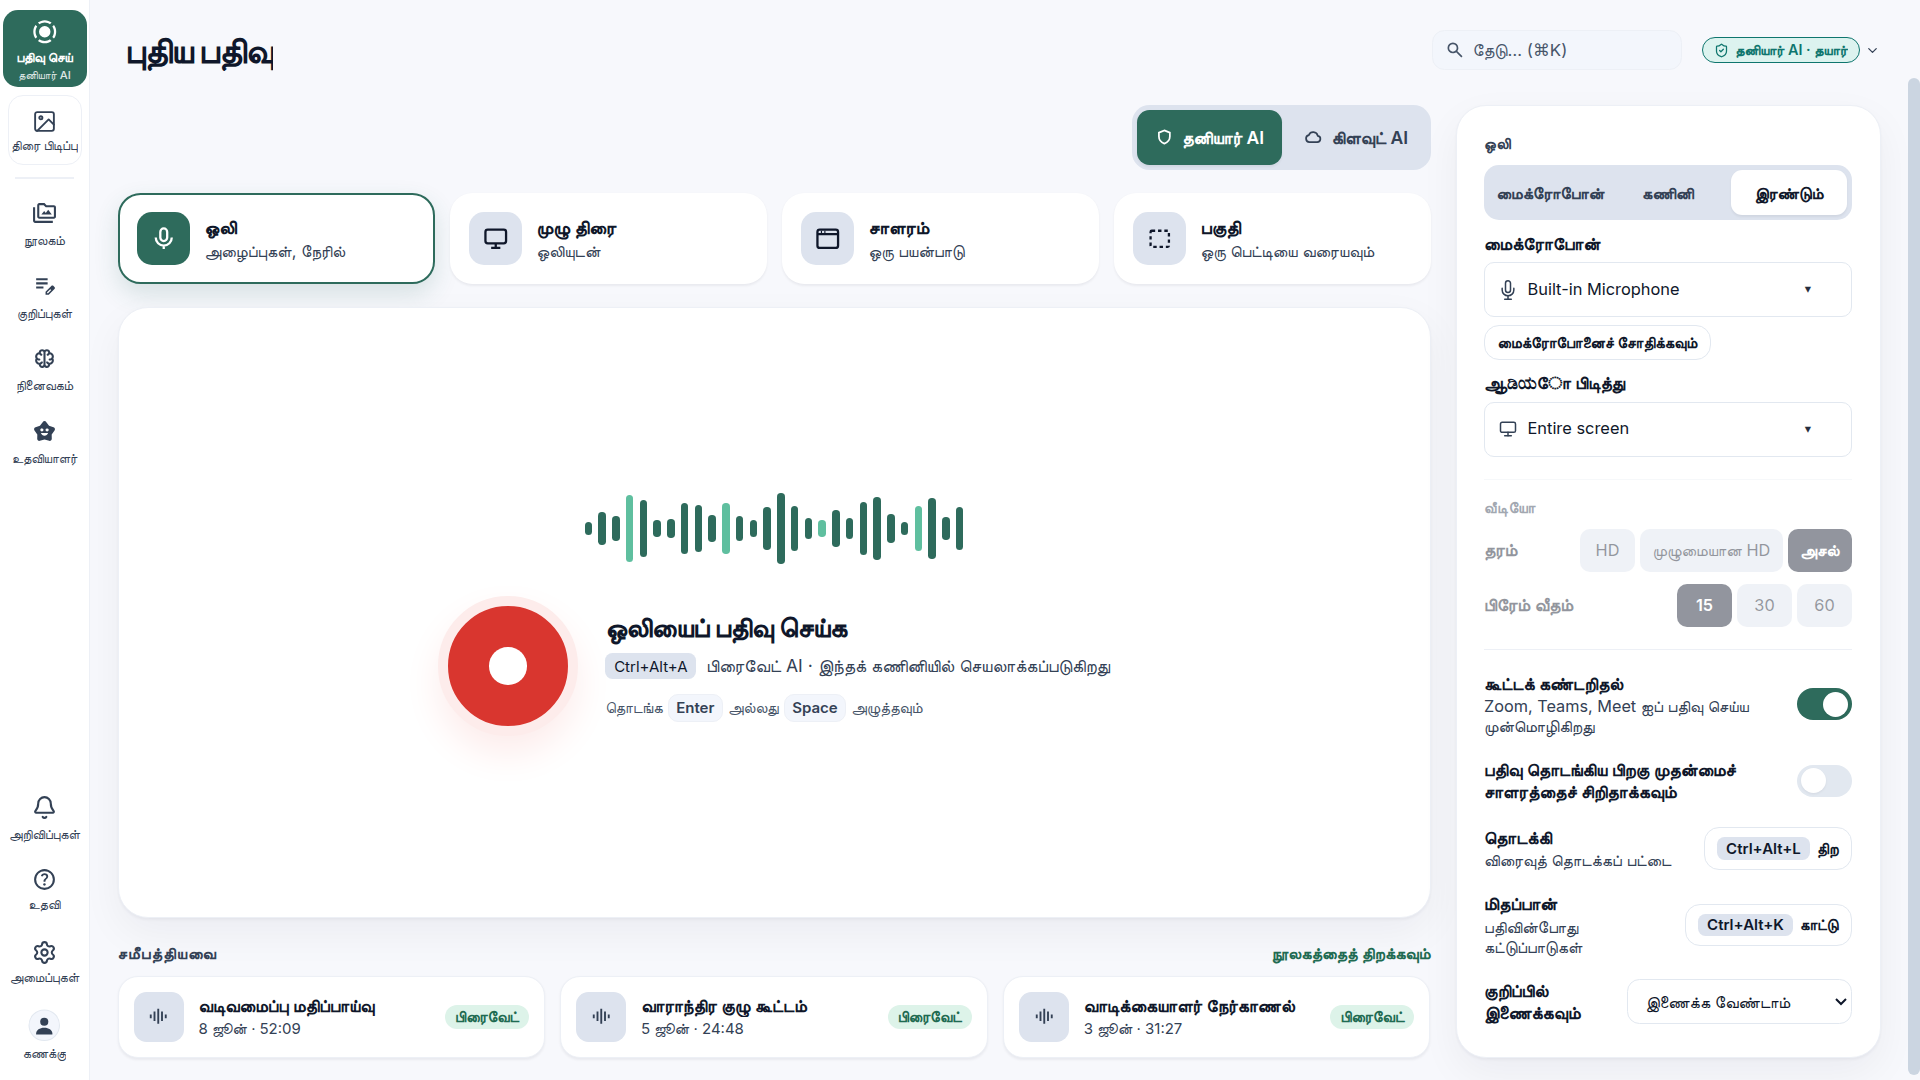 பதிவு செய்
தனியார் AI
திரை பிடிப்பு
நூலகம்
குறிப்புகள்
நினைவகம்
உதவியாளர்
அறிவிப்புகள்
உதவி
அமைப்புகள்
கணக்கு
புதிய பதிவு
தேடு... (⌘K)
தனியார் AI · தயார்
தனியார் AI
கிளவுட் AI
ஒலி
அழைப்புகள், நேரில்
முழு திரை
ஒலியுடன்
சாளரம்
ஒரு பயன்பாடு
பகுதி
ஒரு பெட்டியை வரையவும்
ஒலியைப் பதிவு செய்க
Ctrl+Alt+A பிரைவேட் AI · இந்தக் கணினியில் செயலாக்கப்படுகிறது
தொடங்க Enter அல்லது Space அழுத்தவும்
சமீபத்தியவை
நூலகத்தைத் திறக்கவும்
வடிவமைப்பு மதிப்பாய்வு
8 ஜூன் · 52:09
பிரைவேட்
வாராந்திர குழு கூட்டம்
5 ஜூன் · 24:48
பிரைவேட்
வாடிக்கையாளர் நேர்காணல்
3 ஜூன் · 31:27
பிரைவேட்
ஒலி
மைக்ரோபோன்
கணினி
இரண்டும்
மைக்ரோபோன்
Built-in Microphone
மைக்ரோபோனைச் சோதிக்கவும்
பிடித்து
Entire screen
வீடியோ
தரம்
HD
முழுமையான HD
அசல்
பிரேம் வீதம்
15
30
60
கூட்டக் கண்டறிதல்
Zoom, Teams, Meet ஐப் பதிவு செய்ய
முன்மொழிகிறது
பதிவு தொடங்கிய பிறகு முதன்மைச்
சாளரத்தைச் சிறிதாக்கவும்
தொடக்கி
விரைவுத் தொடக்கப் பட்டை
Ctrl+Alt+L திற
மிதப்பான்
பதிவின்போது
கட்டுப்பாடுகள்
Ctrl+Alt+K காட்டு
குறிப்பில்
இணைக்கவும்
இணைக்க வேண்டாம்